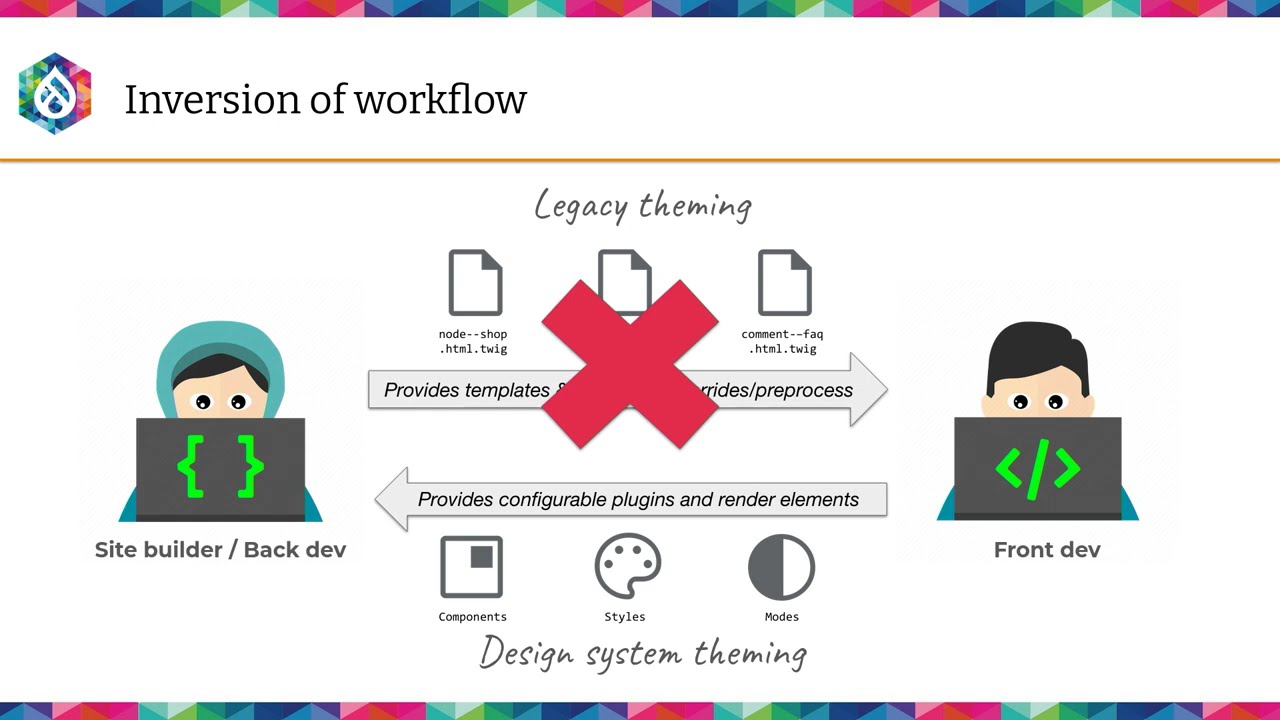 Inversion of workflow
Legacy theming
node--shop
.html.twig
comment--faq
.html.twig
Provides templates rrides/preprocess
{ }
</>
Provides configurable plugins and render elements
Site builder / Back dev
Front dev
Components
Styles
Modes
Design system theming